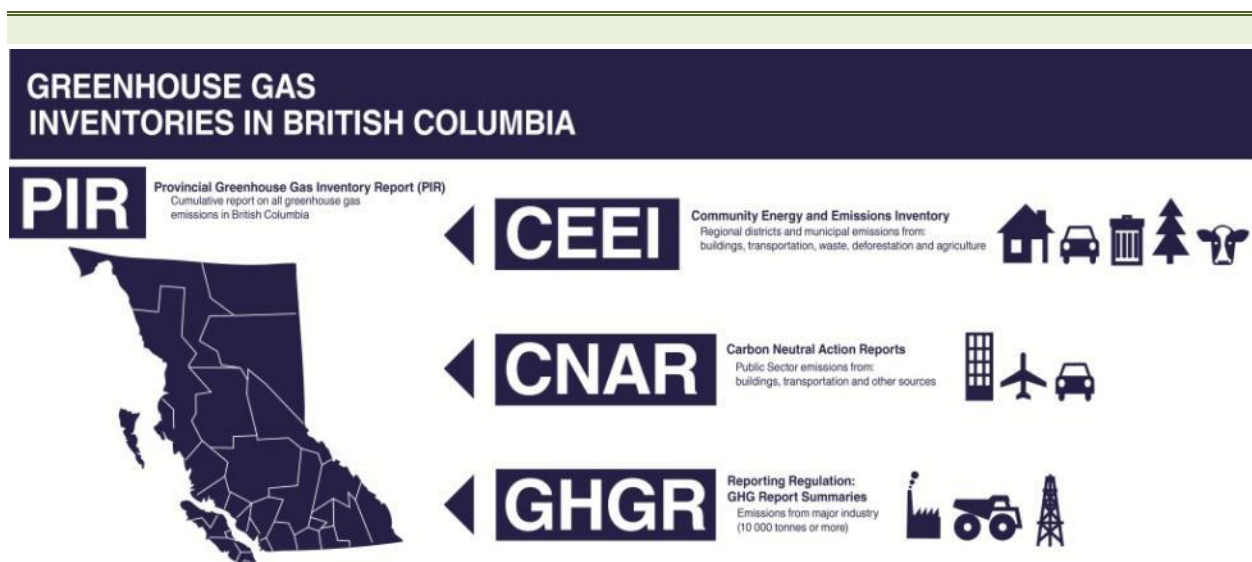 GREENHOUSE GAS
INVENTORIES IN BRITISH COLUMBIA
PIR
Provincial Greenhouse Gas Inventory Report (PIR)
Cumulative report on all greenhouse gas
emissions in British Columbia
CEEI
Community Energy and Emissions Inventory
Regional districts and municipal emissions from:
buildings, transportation, waste, deforestation and agriculture
CNAR
Carbon Neutral Action Reports
Public Sector emissions from:
buildings, transportation and other sources
GHGR
Reporting Regulation:
GHG Report Summaries
Emissions from major industry
(10 000 tonnes or more)